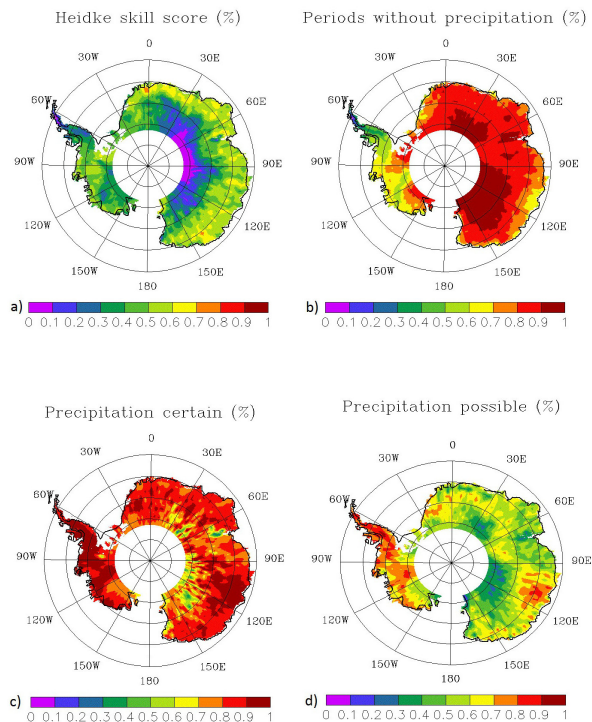 Heidke skill score (%)
0
30W
30E
60W
60E
90W
90E
120W
120E
150W
150E
180
a)
0 0.1 0.2 0.3 0.4 0.5 0.6 0.7 0.8 0.9 1
Periods without precipitation (%)
0
30W
30E
60W
60E
90W
90E
120W
120E
150W
150E
180
b)
0 0.1 0.2 0.3 0.4 0.5 0.6 0.7 0.8 0.9 1
Precipitation certain (%)
0
30W
30E
60W
60E
90W
90E
120W
120E
150W
150E
180
c)
0 0.1 0.2 0.3 0.4 0.5 0.6 0.7 0.8 0.9 1
Precipitation possible (%)
0
30W
30E
60W
60E
90W
90E
120W
120E
150W
150E
180
d)
0 0.1 0.2 0.3 0.4 0.5 0.6 0.7 0.8 0.9 1